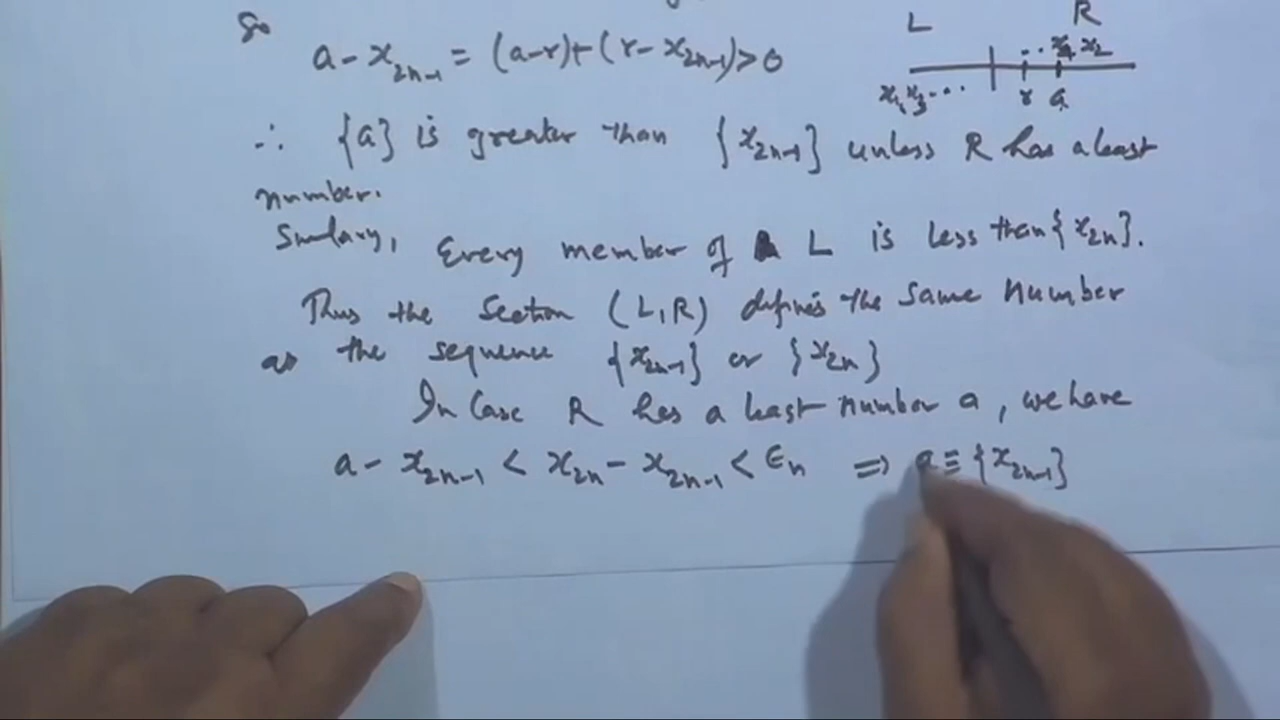 So
L R
a - x_{2n-1} = (a-r) + (r - x_{2n-1}) > 0
.. x_4 x_2
x_1 x_3 ... r a
∴ {a} is greater than {x_{2n-1}} unless R has a least
number.
Similarly, Every member of L is less than {x_{2n}}.
Thus the Section (L,R) defines the same number
as the sequence {x_{2n-1}} or {x_{2n}}
In Case R has a least number a, we have
a - x_{2n-1} < x_{2n} - x_{2n-1} < ε_n ⇒ a ≡ {x_{2n-1}}